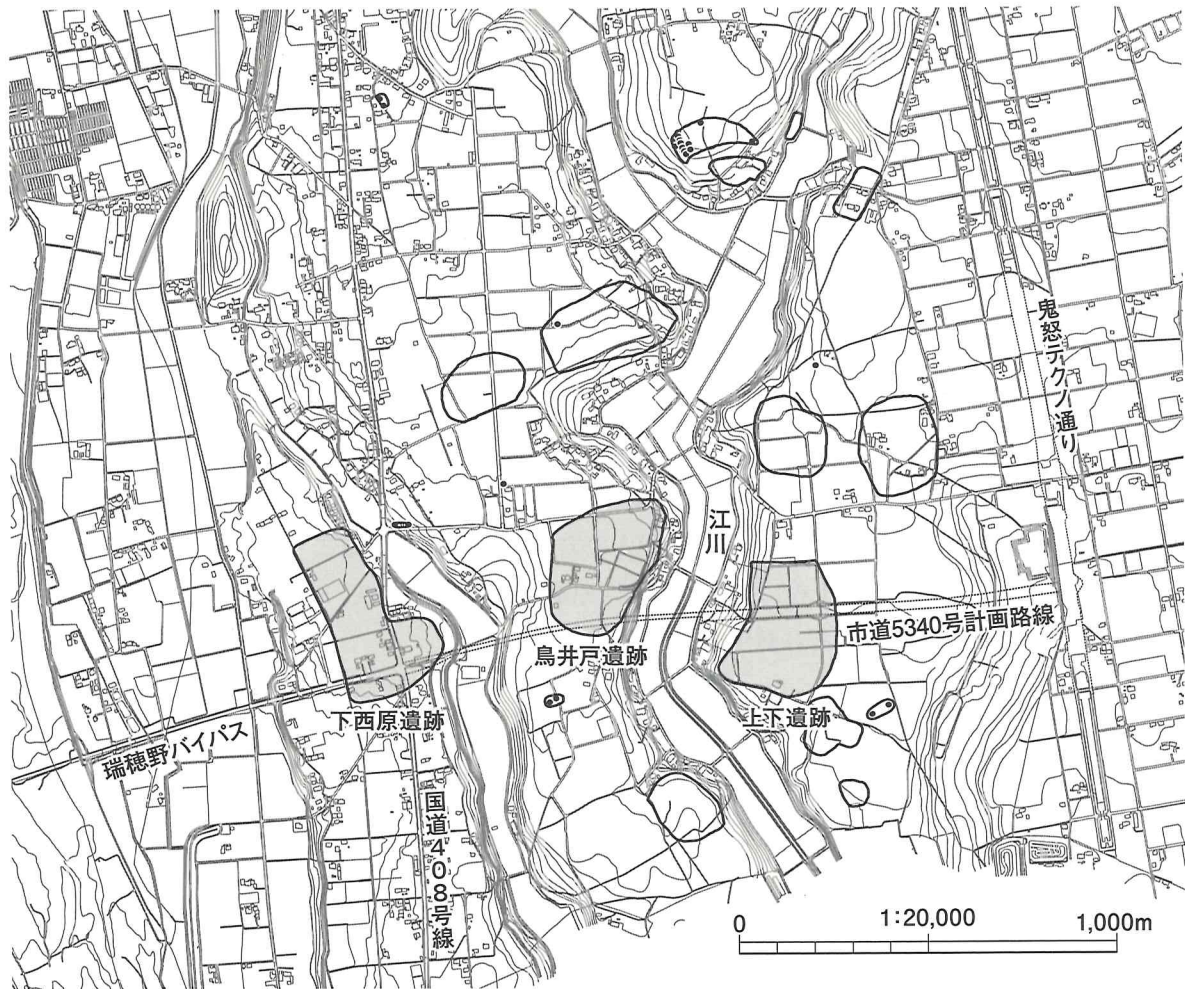 鬼怒テクノ通り
江川
市道5340号計画路線
鳥井戸遺跡
下西原遺跡
上下遺跡
瑞穂野バイパス
国道408号線
0
1:20,000
1,000m